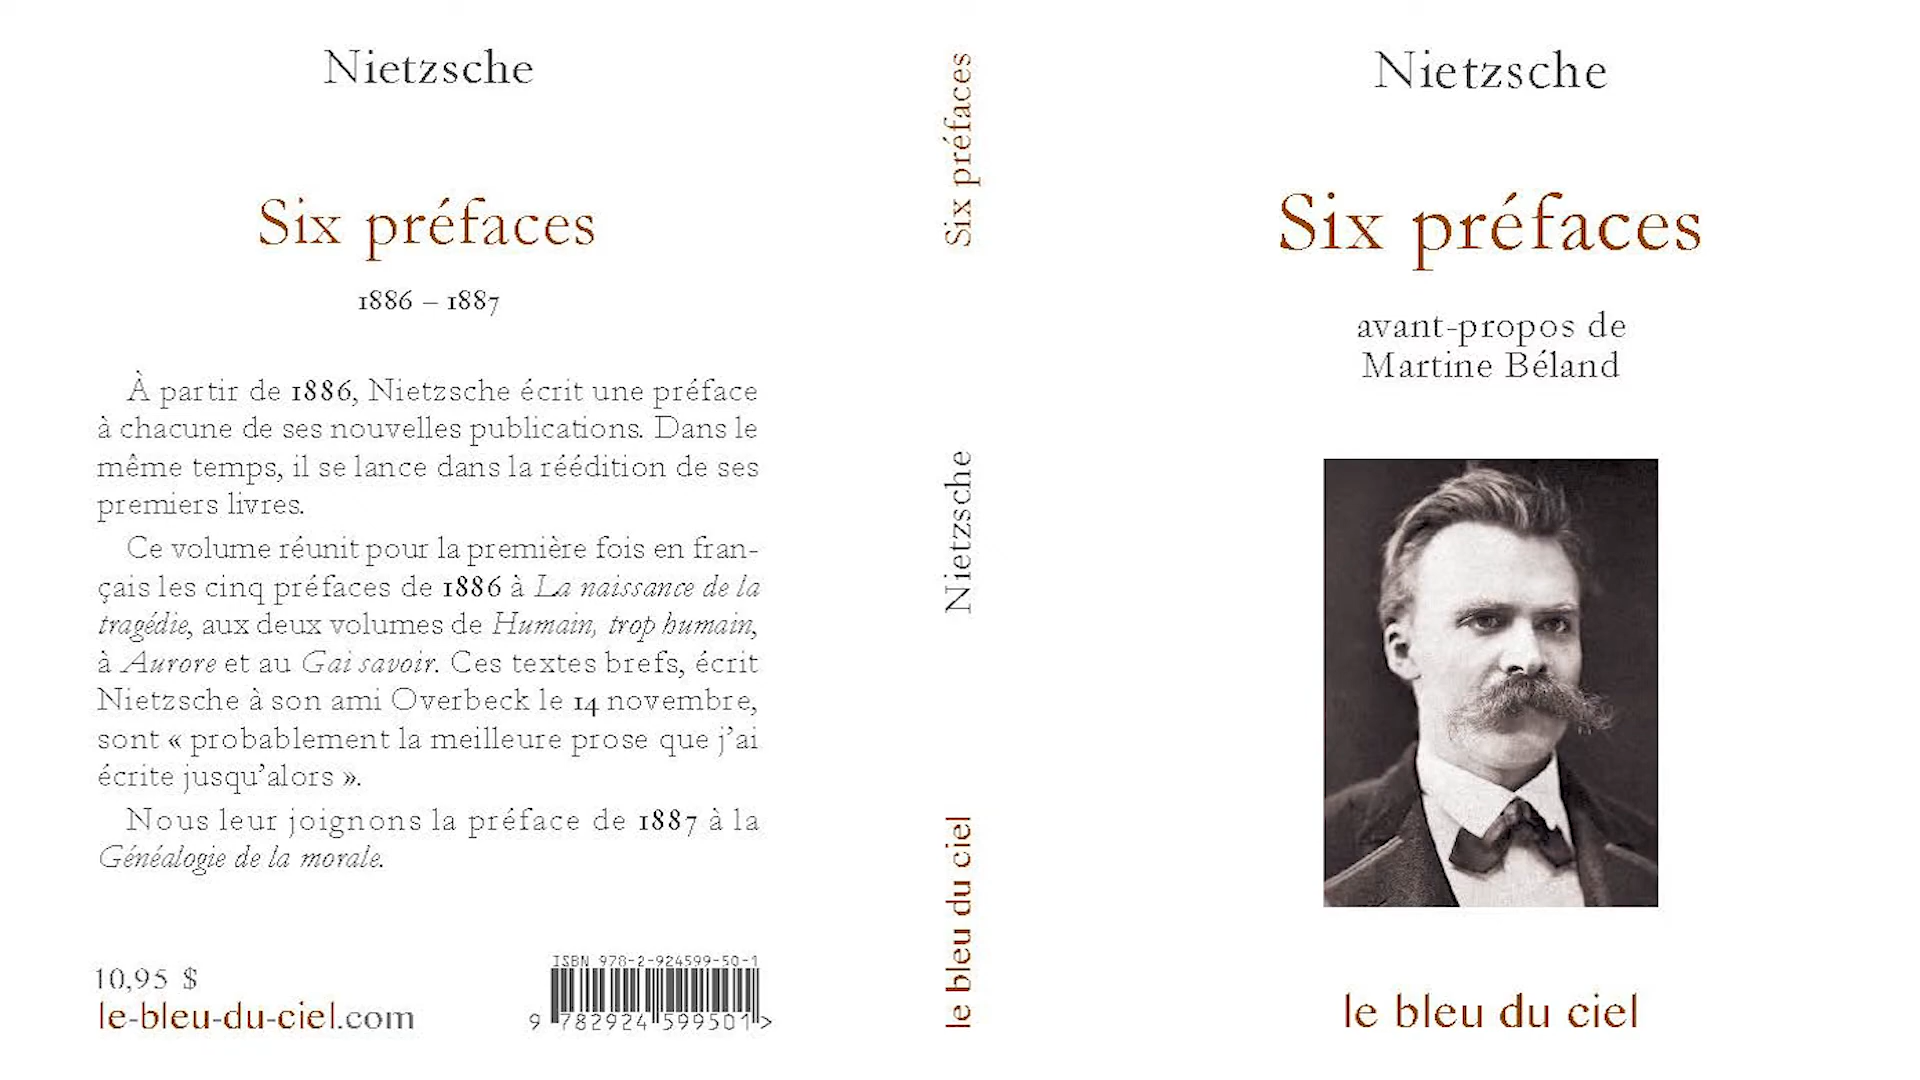 Nietzsche
Six préfaces
1886 – 1887
À partir de 1886, Nietzsche écrit une préface
à chacune de ses nouvelles publications. Dans le
même temps, il se lance dans la réédition de ses
premiers livres.
Ce volume réunit pour la première fois en fran-
çais les cinq préfaces de 1886 à La naissance de la
tragédie, aux deux volumes de Humain, trop humain,
à Aurore et au Gai savoir. Ces textes brefs, écrit
Nietzsche à son ami Overbeck le 14 novembre,
sont « probablement la meilleure prose que j’ai
écrite jusqu’alors ».
Nous leur joignons la préface de 1887 à la
Généalogie de la morale.
10,95 $
le-bleu-du-ciel.com
ISBN 978-2-924599-50-1
9 782924 599501 >
Six préfaces
Nietzsche
le bleu du ciel
Nietzsche
Six préfaces
avant-propos de
Martine Béland
le bleu du ciel